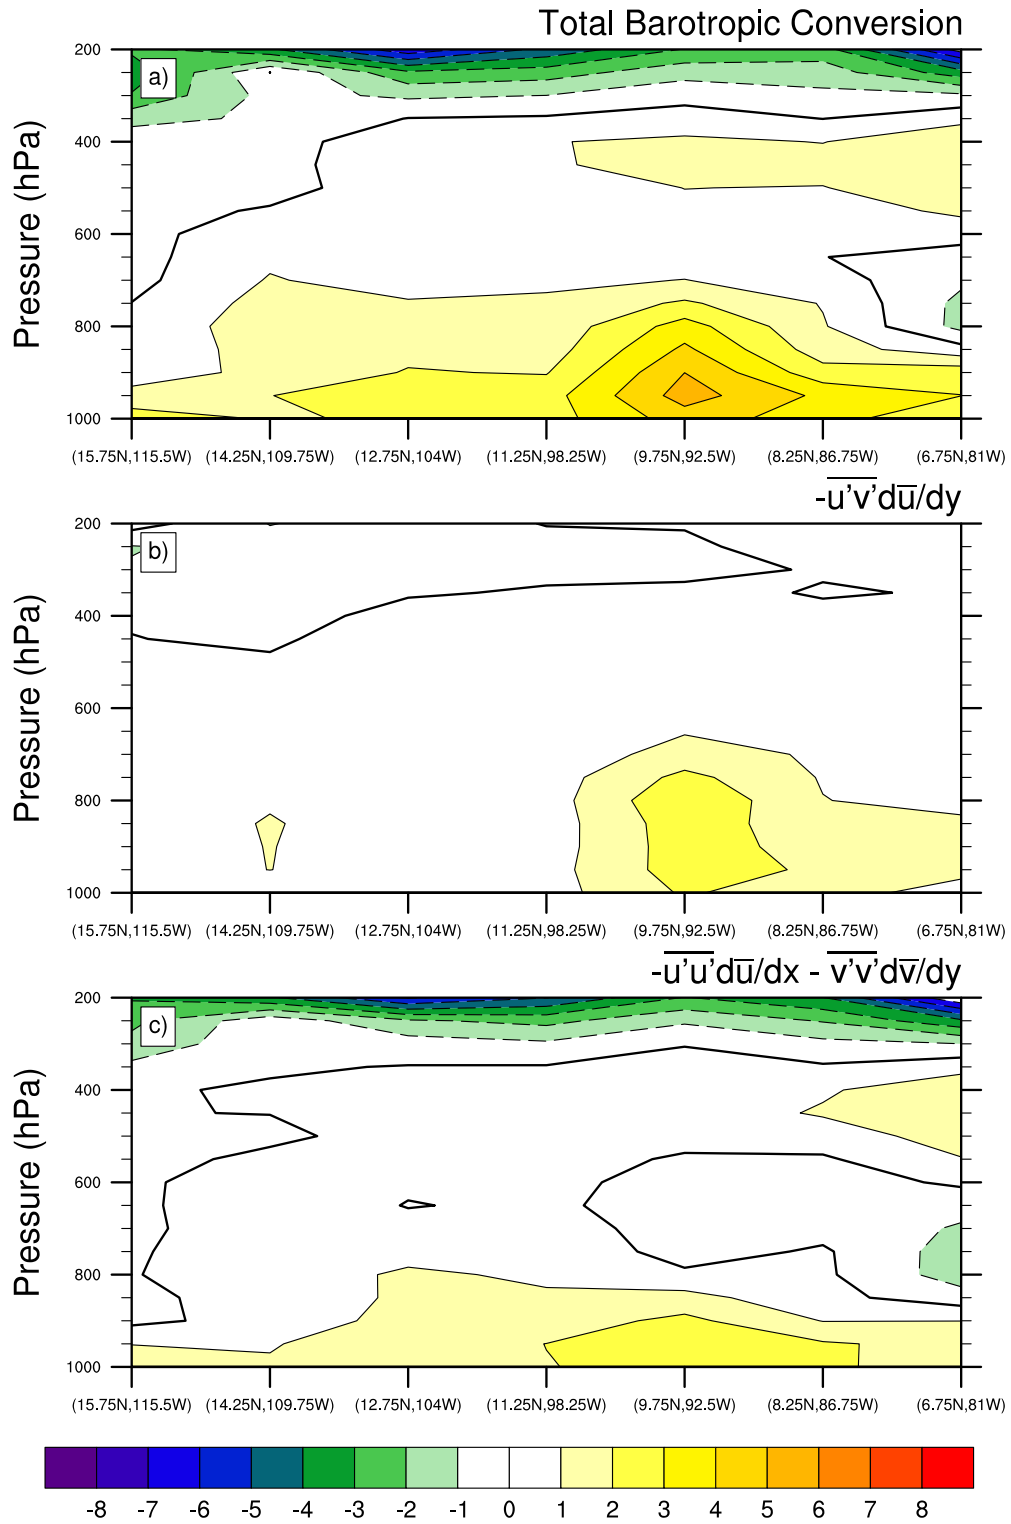 Total Barotropic Conversion
a)
Pressure (hPa)
200
400
600
800
1000
(15.75N,115.5W) (14.25N,109.75W) (12.75N,104W) (11.25N,98.25W) (9.75N,92.5W) (8.25N,86.75W) (6.75N,81W)
-u'v'du/dy
b)
Pressure (hPa)
200
400
600
800
1000
(15.75N,115.5W) (14.25N,109.75W) (12.75N,104W) (11.25N,98.25W) (9.75N,92.5W) (8.25N,86.75W) (6.75N,81W)
-u'u'du/dx - v'v'dv/dy
c)
Pressure (hPa)
200
400
600
800
1000
(15.75N,115.5W) (14.25N,109.75W) (12.75N,104W) (11.25N,98.25W) (9.75N,92.5W) (8.25N,86.75W) (6.75N,81W)
-8 -7 -6 -5 -4 -3 -2 -1 0 1 2 3 4 5 6 7 8